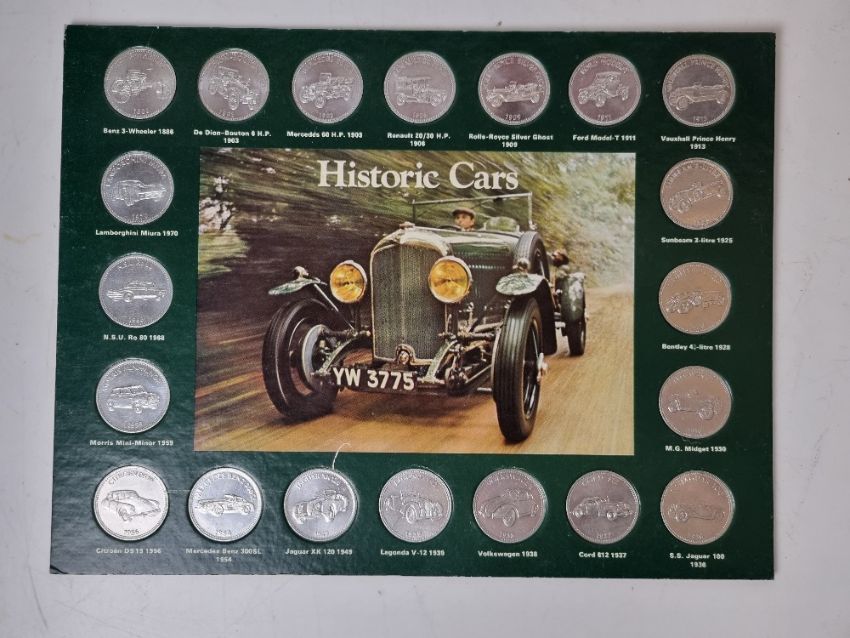 Historic Cars
YW 3775
Benz 3-Wheeler 1886
De Dion-Bouton 6 H.P.
1903
Mercedes 60 H.P. 1903
Renault 20/30 H.P.
1906
Rolls-Royce Silver Ghost
1909
Ford Model-T 1911
Vauxhall Prince Henry
1913
Lamborghini Miura 1970
Sunbeam 3-litre 1925
N.S.U. Ro 80 1968
Bentley 4½-litre 1928
Morris Mini-Minor 1959
M.G. Midget 1930
Citroën DS 19 1956
Mercedes Benz 300SL
1954
Jaguar XK 120 1949
Lagonda V-12 1939
Volkswagen 1938
Cord 812 1937
S.S. Jaguar 100
1936